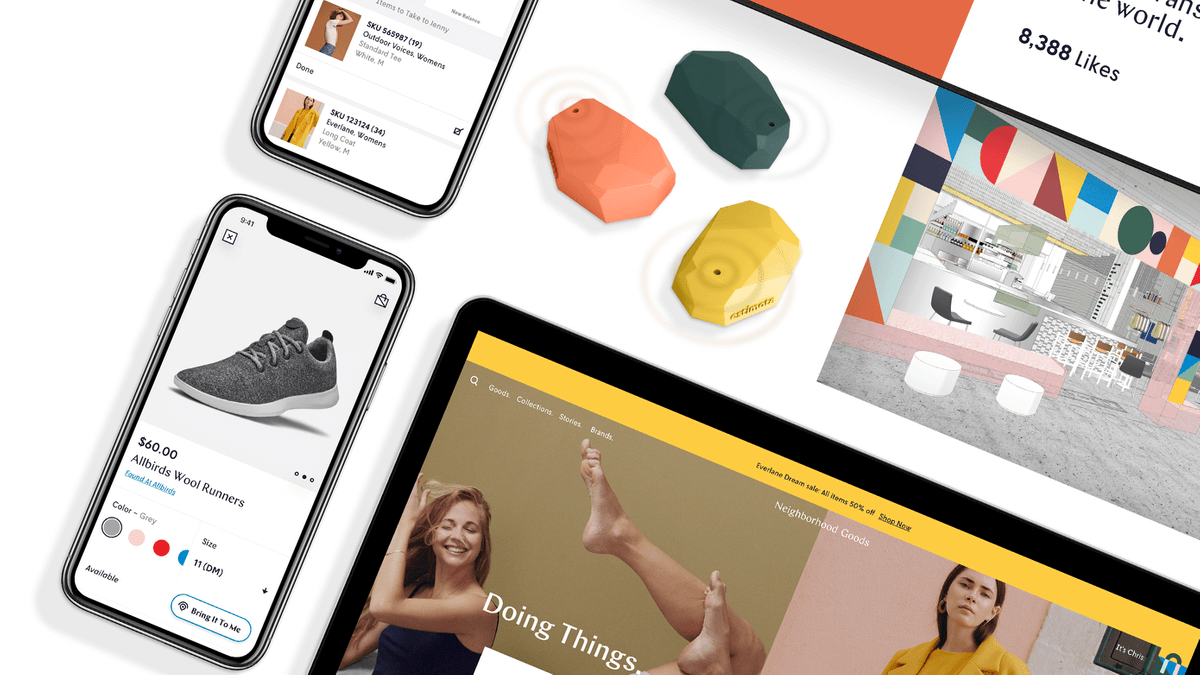 Items to Take to Jenny
New Balance
SKU 565987 (19)
Outdoor Voices, Womens
Standard Tee
White, M
Done
SKU 123124 (34)
Everlane, Womens
Long Coat
Yellow, M
9:41
$60.00
Allbirds Wool Runners
Found At Allbirds
Color – Grey
Size
11 (DM)
Available
Bring It To Me
estimote
the world.
8,388 Likes
Goods.
Collections.
Stories.
Brands.
Everlane Dream sale: All items 50% off Shop Now
Neighborhood Goods
Doing Things.
It's Chris